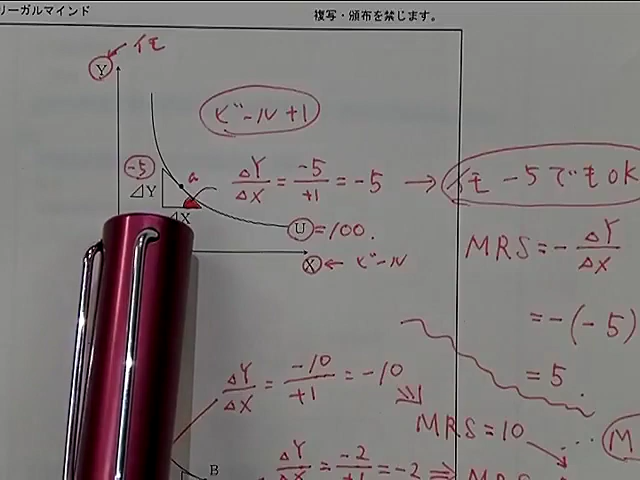 リーガルマインド
複写・頒布を禁じます。
Y ← イモ
ビール+1
-5
ΔY
a
ΔX
ΔY/ΔX = -5/+1 = -5 → イモ -5でもOK
U = 100.
X ← ビール
MRS = - ΔY/ΔX
= -(-5)
= 5.
ΔY/ΔX = -10/+1 = -10
MRS = 10
... M
B
ΔY/ΔX = -2/+1 = -2 ⇒ MRS